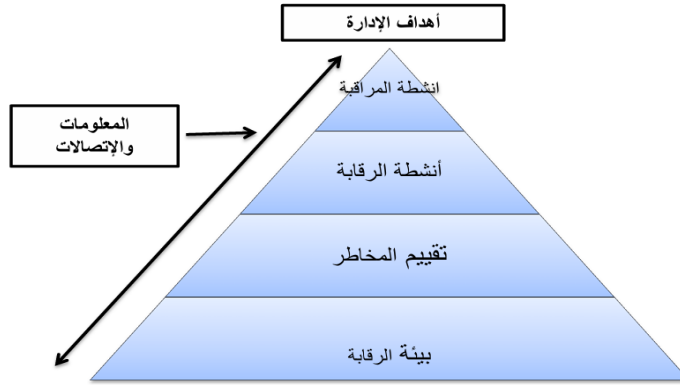 أهداف الإدارة
انشطة المراقبة
المعلومات
والإتصالات
أنشطة الرقابة
تقييم المخاطر
بيئة الرقابة